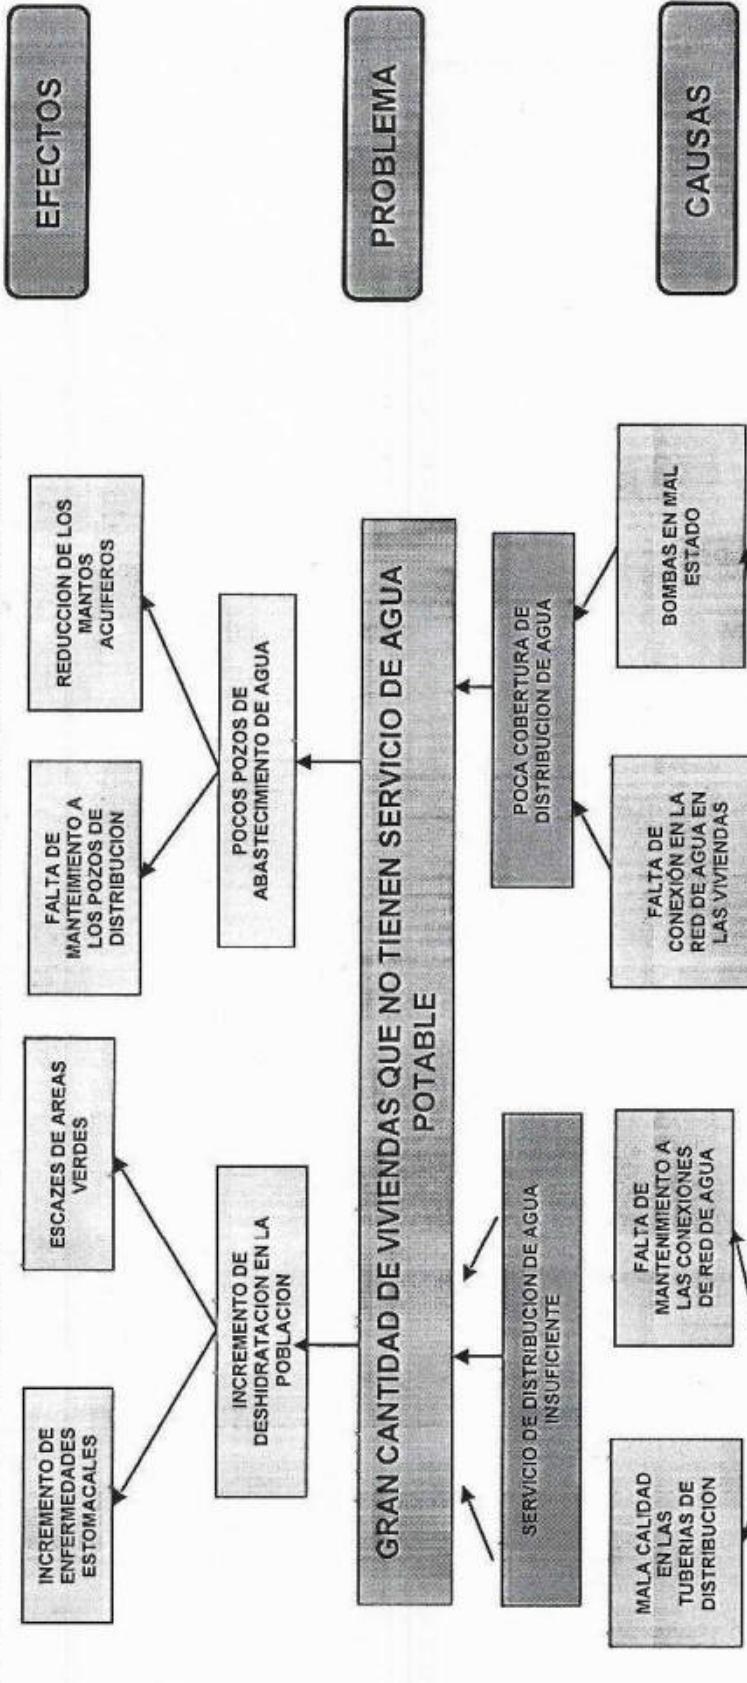 INCREMENTO DE
ENFERMEDADES
ESTOMACALES
ESCAZES DE AREAS
VERDES
FALTA DE
MANTEIMIENTO A
LOS POZOS DE
DISTRIBUCION
REDUCCION DE LOS
MANTOS
ACUIFEROS
EFECTOS
INCREMENTO DE
DESHIDRATACION EN LA
POBLACION
POCOS POZOS DE
ABASTECIMIENTO DE AGUA
GRAN CANTIDAD DE VIVIENDAS QUE NO TIENEN SERVICIO DE AGUA
POTABLE
PROBLEMA
SERVICIO DE DISTRIBUCION DE AGUA
INSUFICIENTE
POCA COBERTURA DE
DISTRIBUCION DE AGUA
MALA CALIDAD
EN LAS
TUBERIAS DE
DISTRIBUCION
FALTA DE
MANTENIMIENTO A
LAS CONEXIONES
DE RED DE AGUA
FALTA DE
CONEXIÓN EN LA
RED DE AGUA EN
LAS VIVIENDAS
BOMBAS EN MAL
ESTADO
CAUSAS